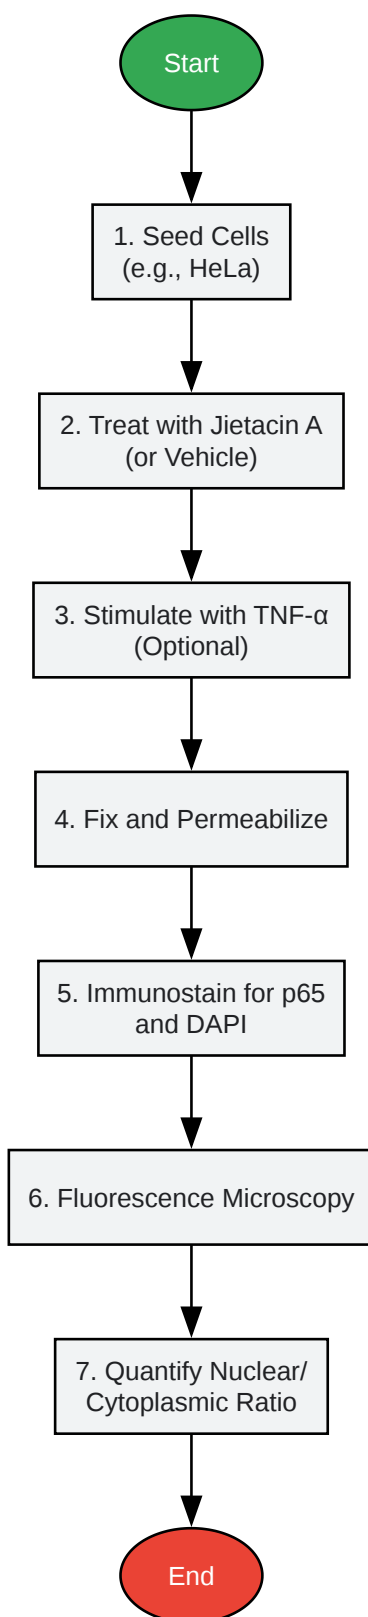 Start
1. Seed Cells
(e.g., HeLa)
2. Treat with Jietacin A
(or Vehicle)
3. Stimulate with TNF-α
(Optional)
4. Fix and Permeabilize
5. Immunostain for p65
and DAPI
6. Fluorescence Microscopy
7. Quantify Nuclear/
Cytoplasmic Ratio
End